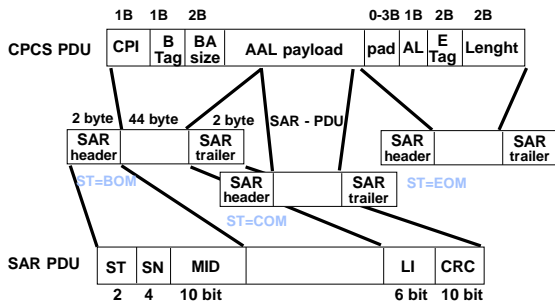 1B 1B 2B 0-3B 1B 2B 2B
CPCS PDU CPI B Tag BA size AAL payload pad AL E Tag Lenght
2 byte 44 byte 2 byte SAR - PDU
SAR header SAR trailer SAR header SAR trailer
ST=BOM SAR header SAR trailer ST=EOM
ST=COM
SAR PDU ST SN MID LI CRC
2 4 10 bit 6 bit 10 bit